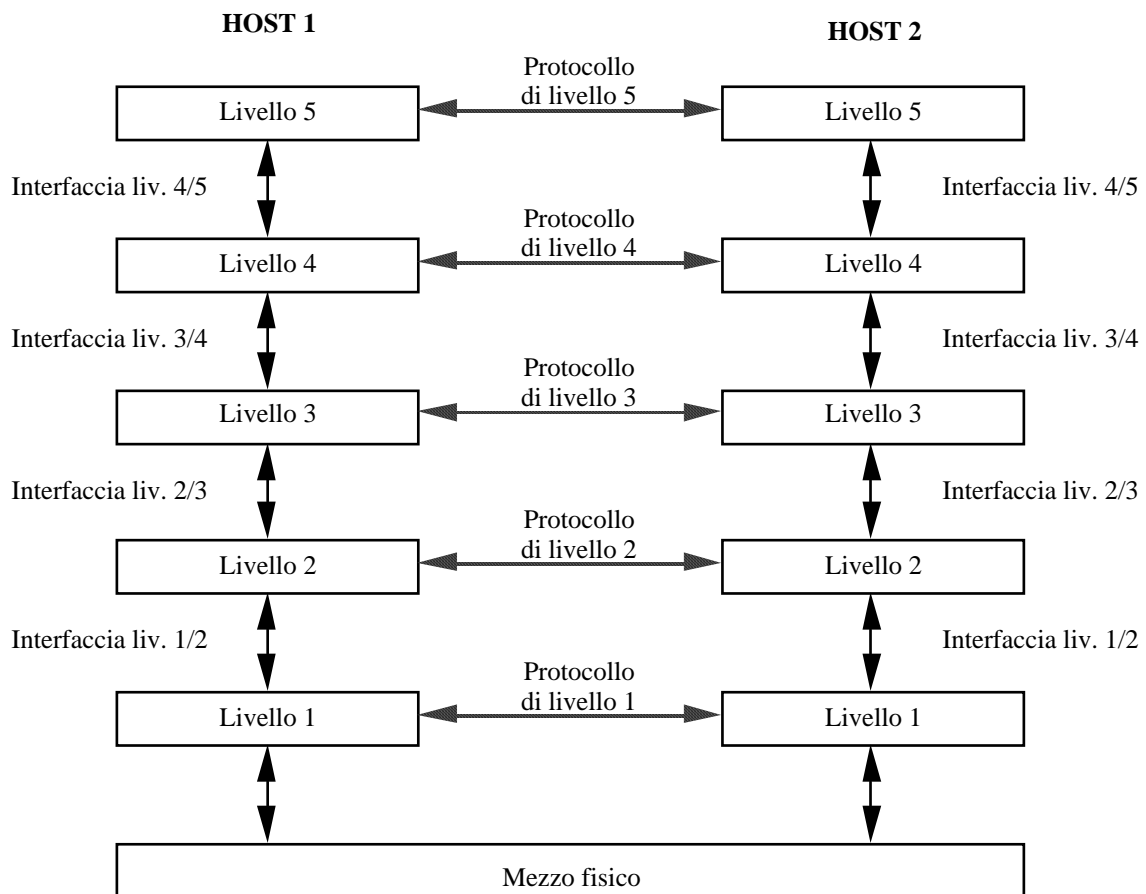 HOST 1
HOST 2
Protocollo
di livello 5
Livello 5
Livello 5
Interfaccia liv. 4/5
Interfaccia liv. 4/5
Protocollo
di livello 4
Livello 4
Livello 4
Interfaccia liv. 3/4
Interfaccia liv. 3/4
Protocollo
di livello 3
Livello 3
Livello 3
Interfaccia liv. 2/3
Interfaccia liv. 2/3
Protocollo
di livello 2
Livello 2
Livello 2
Interfaccia liv. 1/2
Interfaccia liv. 1/2
Protocollo
di livello 1
Livello 1
Livello 1
Mezzo fisico